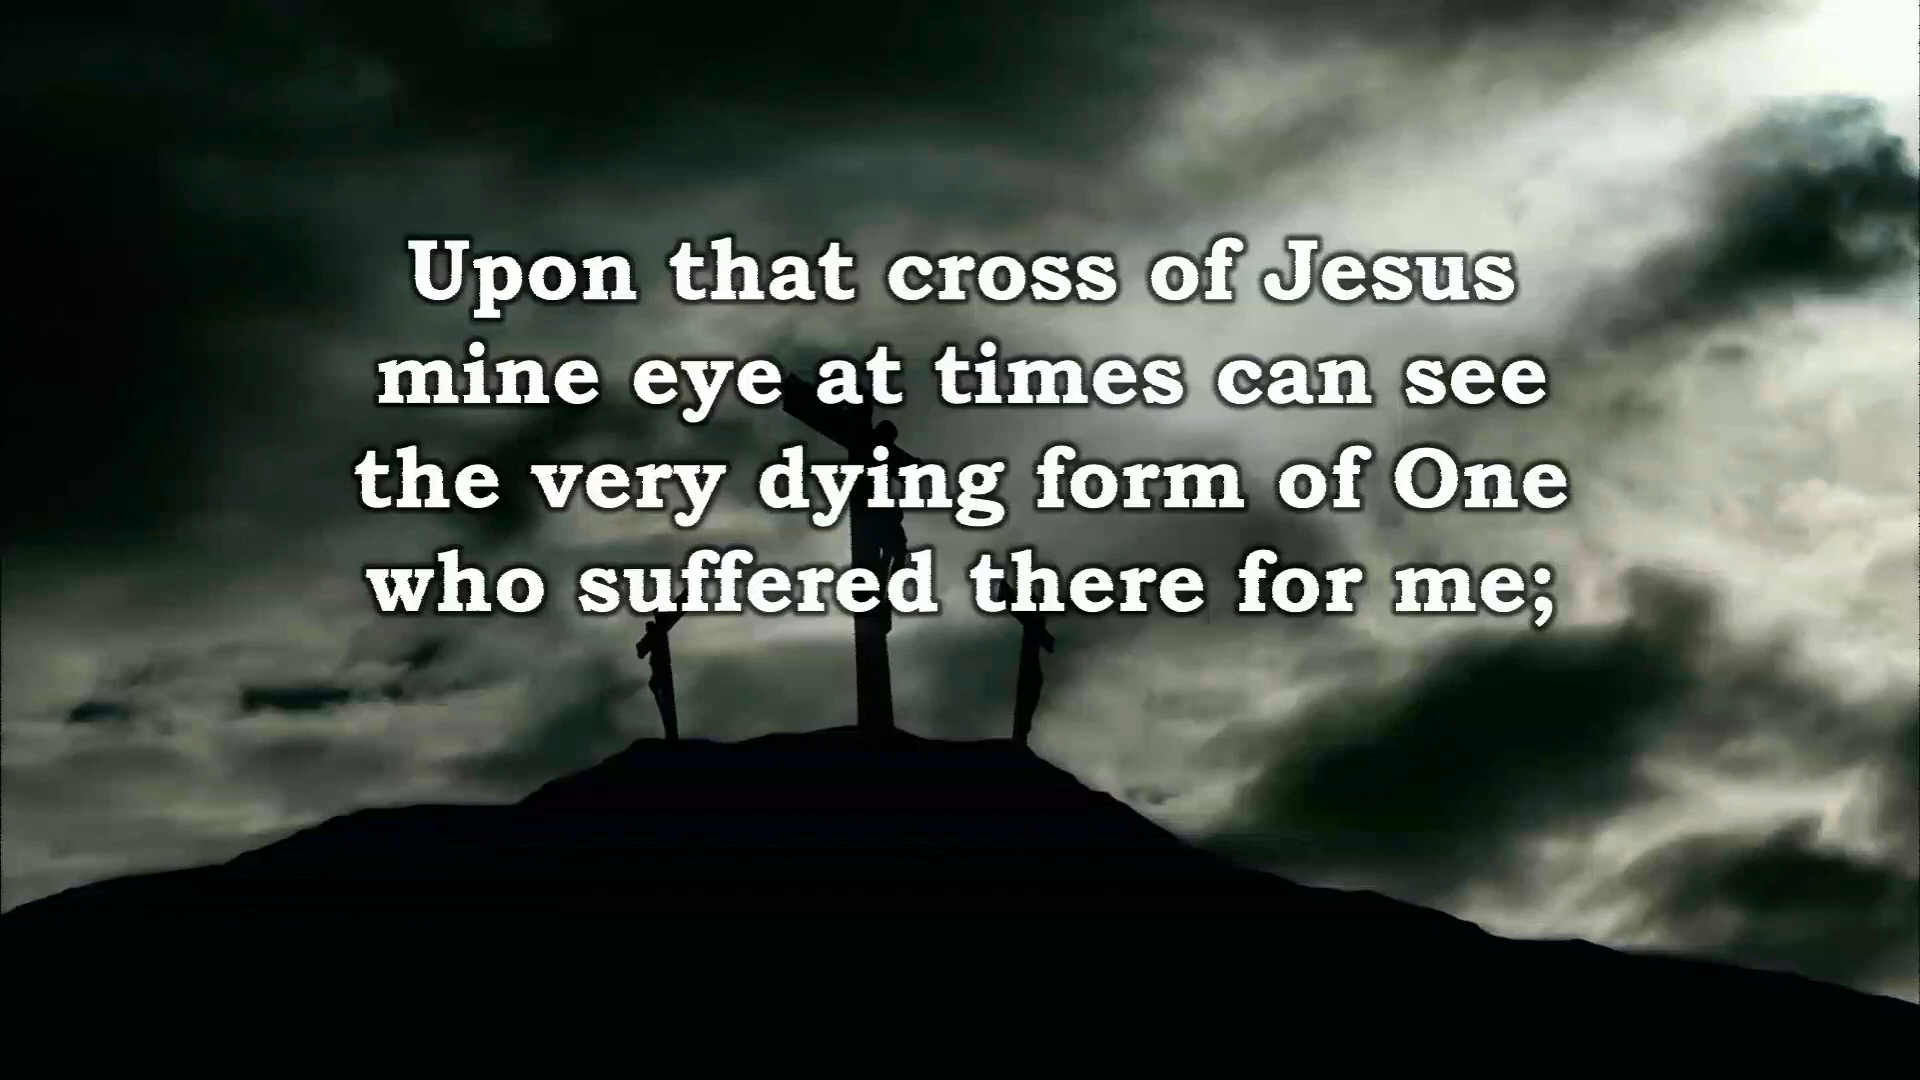 Upon that cross of Jesus
mine eye at times can see
the very dying form of One
who suffered there for me;